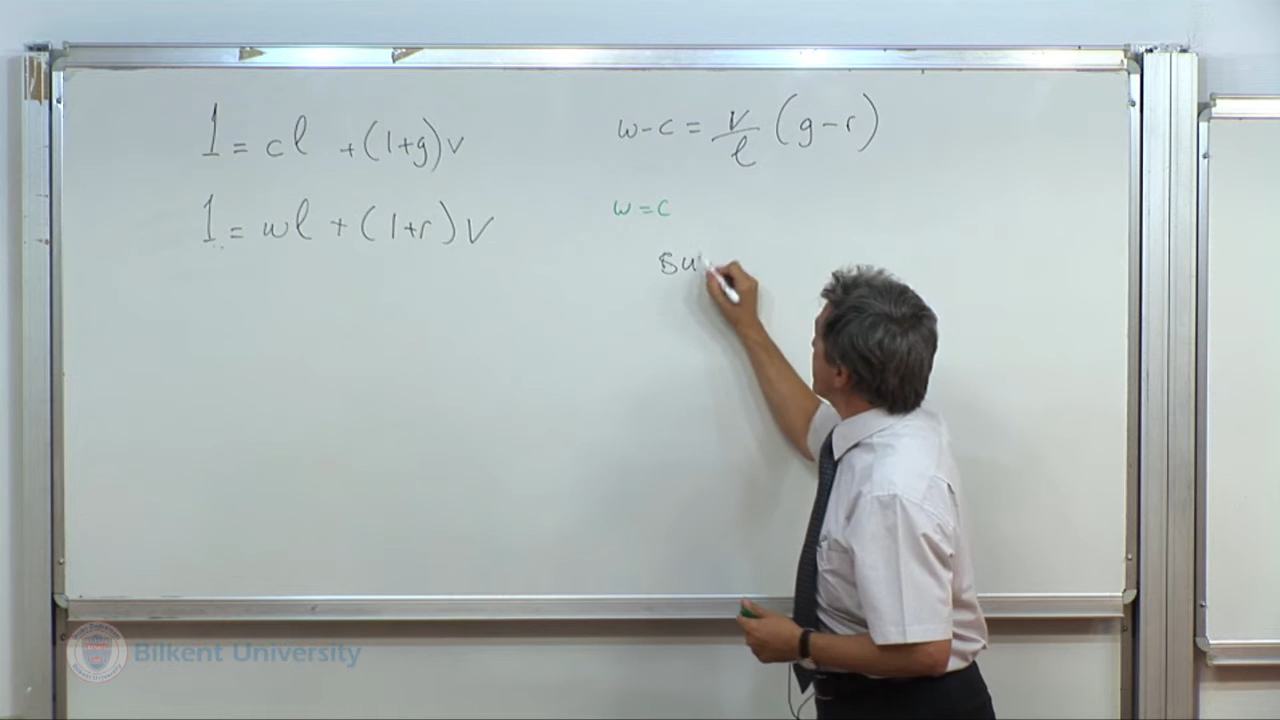 1 = cl + (1+g)v
1 = wl + (1+r)v
w-c = v/l (g-r)
w=c
Bu
Bilkent University